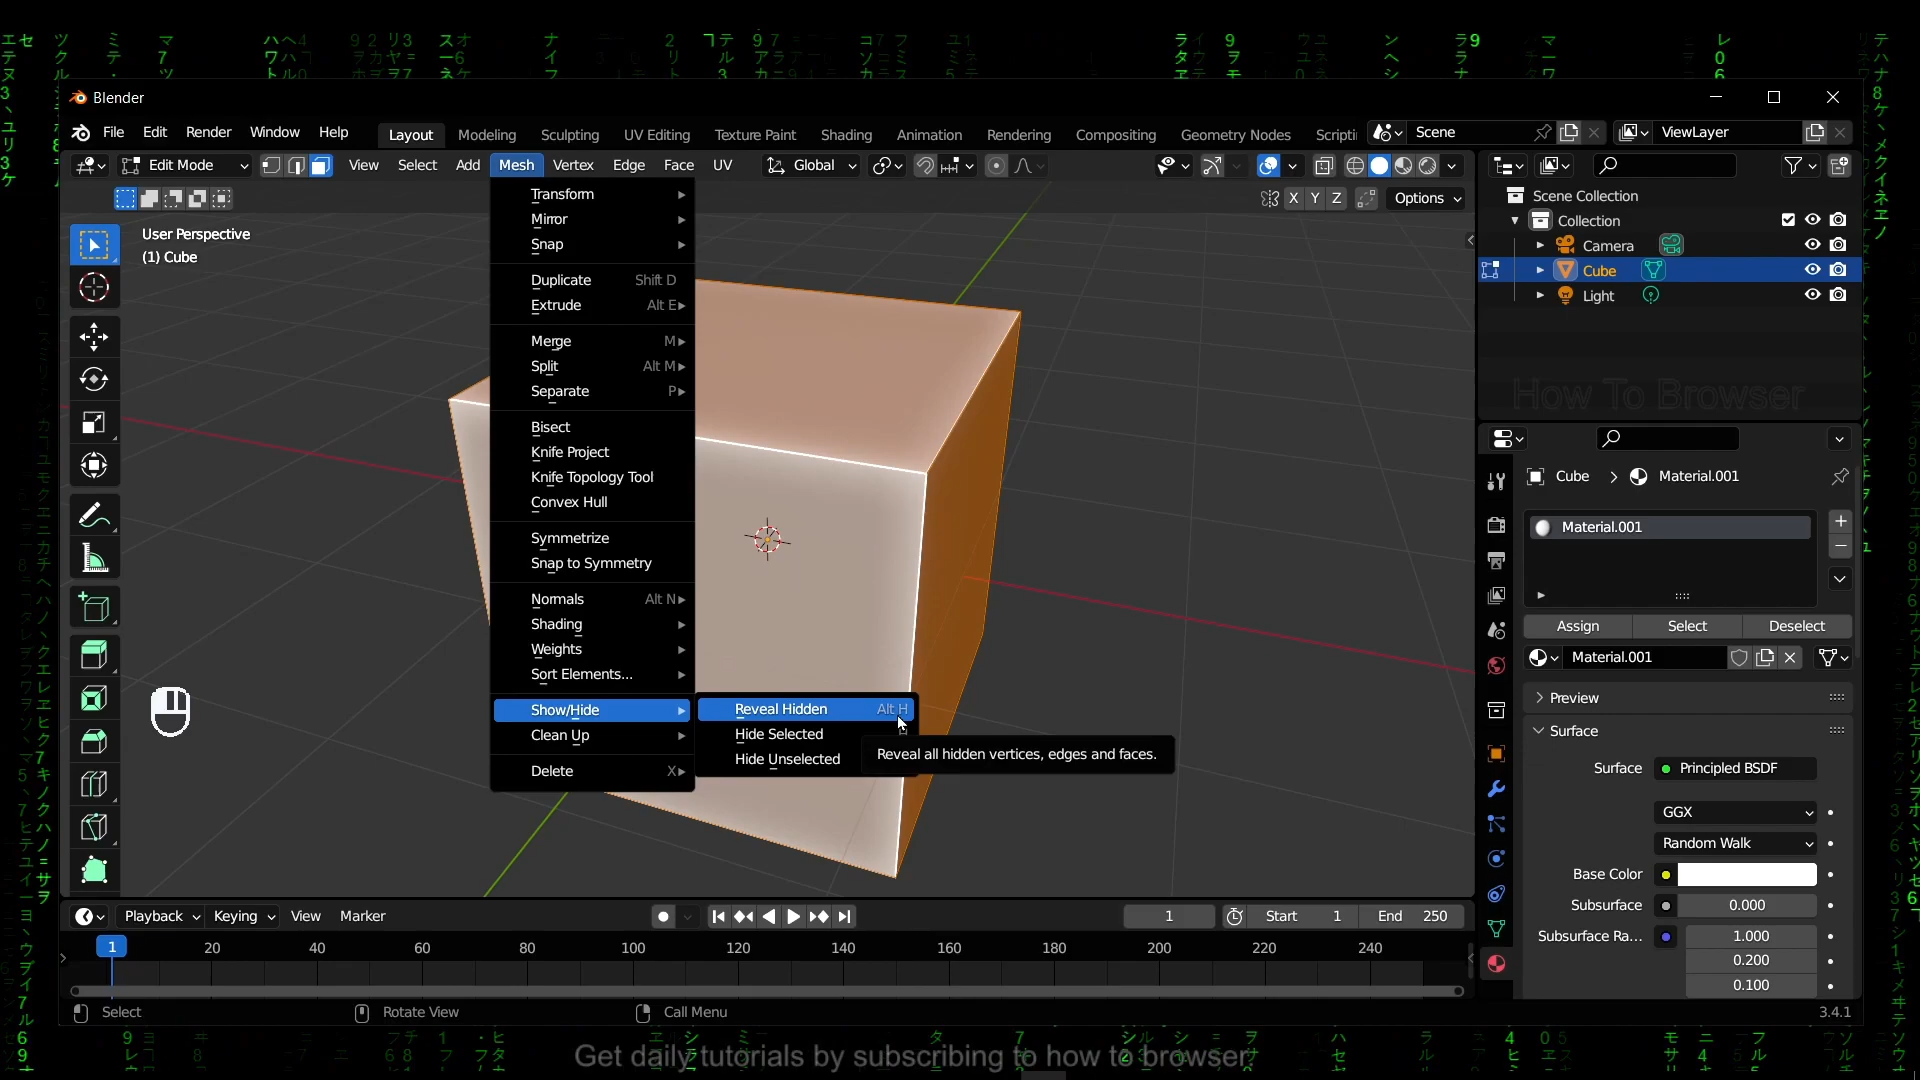 Blender
File Edit Render Window Help Layout Modeling Sculpting UV Editing Texture Paint Shading Animation Rendering Compositing Geometry Nodes Scripti Scene ViewLayer
Edit Mode View Select Add Mesh Vertex Edge Face UV Global
X Y Z Options
User Perspective
(1) Cube
Transform
Mirror
Snap
Duplicate Shift D
Extrude Alt E
Merge M
Split Alt M
Separate P
Bisect
Knife Project
Knife Topology Tool
Convex Hull
Symmetrize
Snap to Symmetry
Normals Alt N
Shading
Weights
Sort Elements...
Show/Hide
Clean Up
Delete X
Reveal Hidden Alt H
Hide Selected H
Hide Unselected
Reveal all hidden vertices, edges and faces.
Scene Collection
Collection
Camera
Cube
Light
How To Browser
Cube > Material.001
Material.001
Assign Select Deselect
Material.001
Preview
Surface
Surface Principled BSDF
GGX
Random Walk
Base Color
Subsurface 0.000
Subsurface Ra... 1.000
0.200
0.100
Playback Keying View Marker 1 Start 1 End 250
1 20 40 60 80 100 120 140 160 180 200 220 240
Select Rotate View Call Menu 3.4.1
Get daily tutorials by subscribing to how to browser.